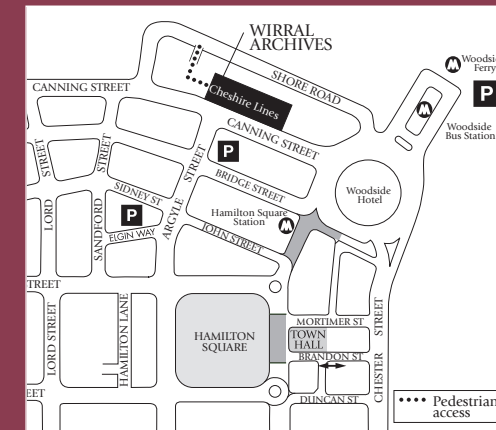 WIRRAL
ARCHIVES
Woodside
Ferry
P
SHORE ROAD
CANNING STREET
Cheshire Lines
M
Woodside
Bus Station
CANNING STREET
STREET
STREET
STREET
P
BRIDGE STREET
SIDNEY ST
Woodside
Hotel
LORD
SANDFORD
P
ARGYLE
Hamilton Square
Station
M
ELGIN WAY
JOHN STREET
TREET
LORD STREET
HAMILTON LANE
HAMILTON
SQUARE
MORTIMER ST
TOWN
HALL
BRANDON ST
STREET
CHESTER
EET
DUNCAN ST
Pedestrian
access